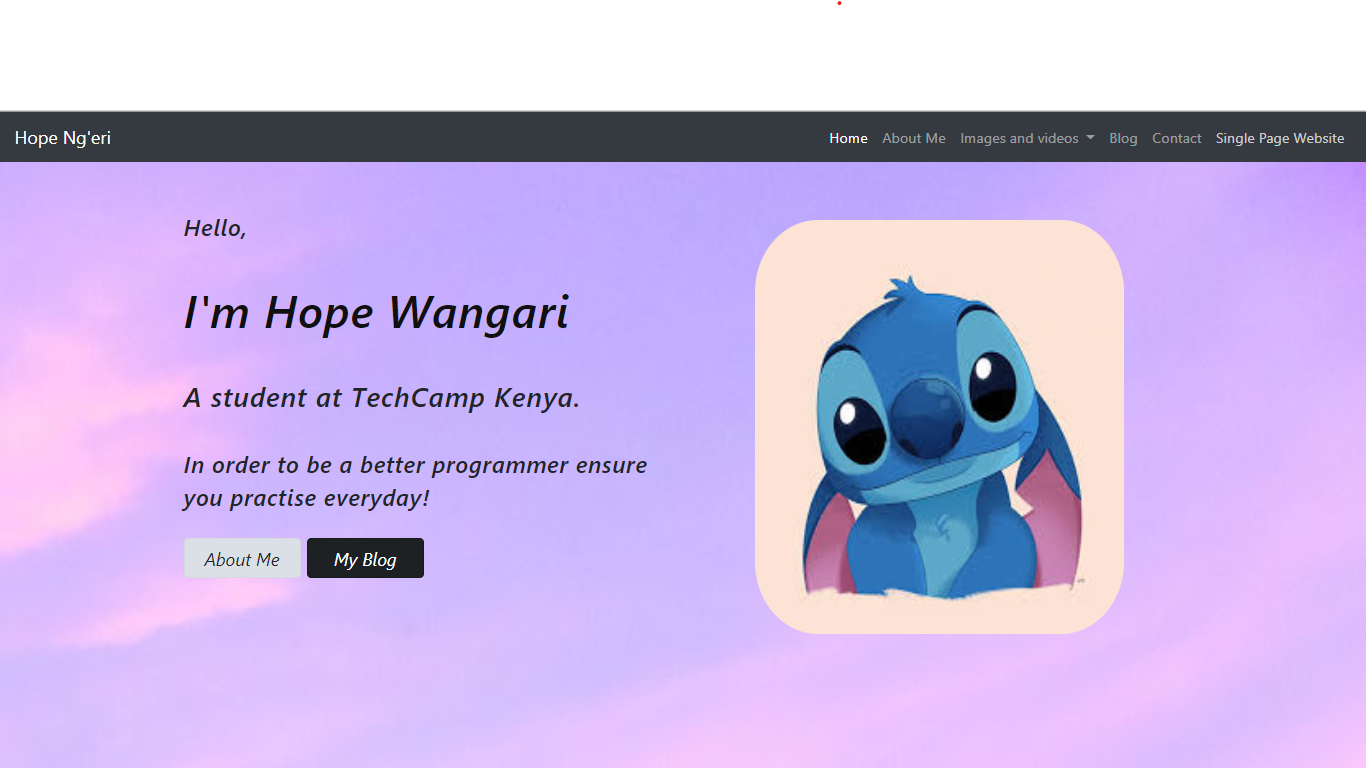 Hope Ng'eri
Home About Me Images and videos Blog Contact Single Page Website
Hello,
I'm Hope Wangari
A student at TechCamp Kenya.
In order to be a better programmer ensure
you practise everyday!
About Me My Blog